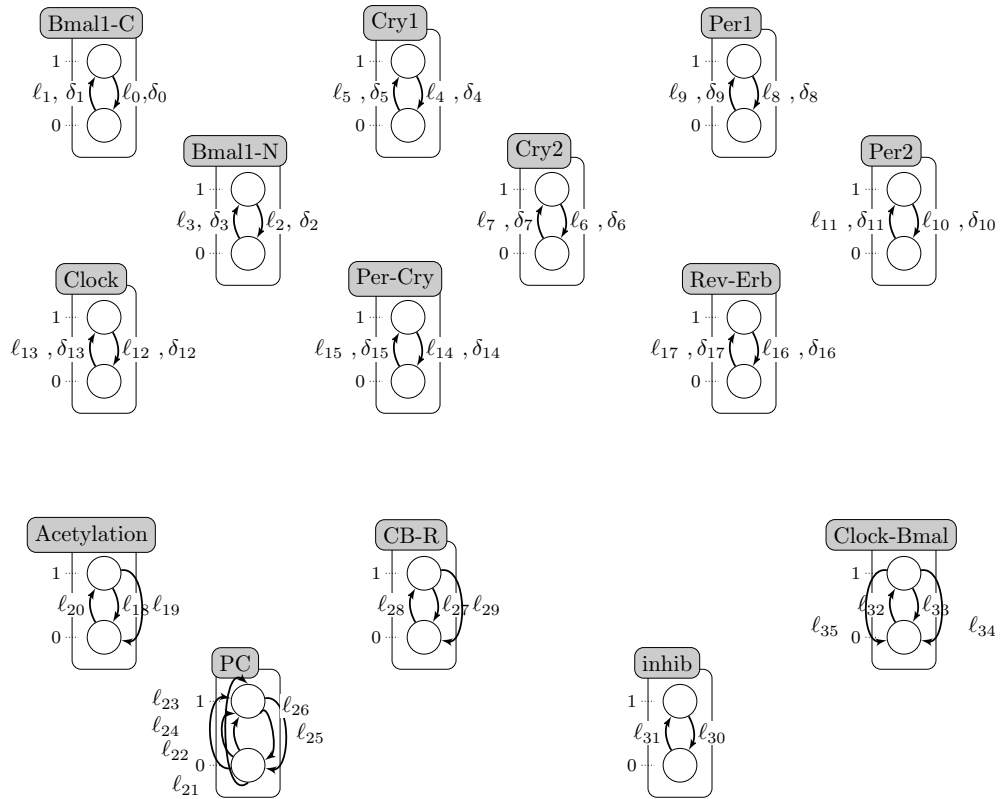 Bmal1-C Cry1 Per1
1 1 1
ℓ₁, δ₁ ℓ₀,δ₀ ℓ₅ , δ₅ ℓ₄ , δ₄ ℓ₉ , δ₉ ℓ₈ , δ₈
0 0 0
Bmal1-N Cry2 Per2
1 1 1
ℓ₃, δ₃ ℓ₂, δ₂ ℓ₇ , δ₇ ℓ₆ , δ₆ ℓ₁₁ , δ₁₁ ℓ₁₀ , δ₁₀
0 0 0
Clock Per-Cry Rev-Erb
1 1 1
ℓ₁₃ , δ₁₃ ℓ₁₂ , δ₁₂ ℓ₁₅ , δ₁₅ ℓ₁₄ , δ₁₄ ℓ₁₇ , δ₁₇ ℓ₁₆ , δ₁₆
0 0 0
Acetylation CB-R Clock-Bmal
1 1 1
ℓ₂₀ ℓ₁₈ ℓ₁₉ ℓ₂₈ ℓ₂₇ ℓ₂₉ ℓ₃₂ ℓ₃₃
ℓ₃₅ ℓ₃₄
0 0 0
PC inhib
1 1
ℓ₂₃ ℓ₂₆
ℓ₂₄ ℓ₂₅ ℓ₃₁ ℓ₃₀
ℓ₂₂
0 0
ℓ₂₁